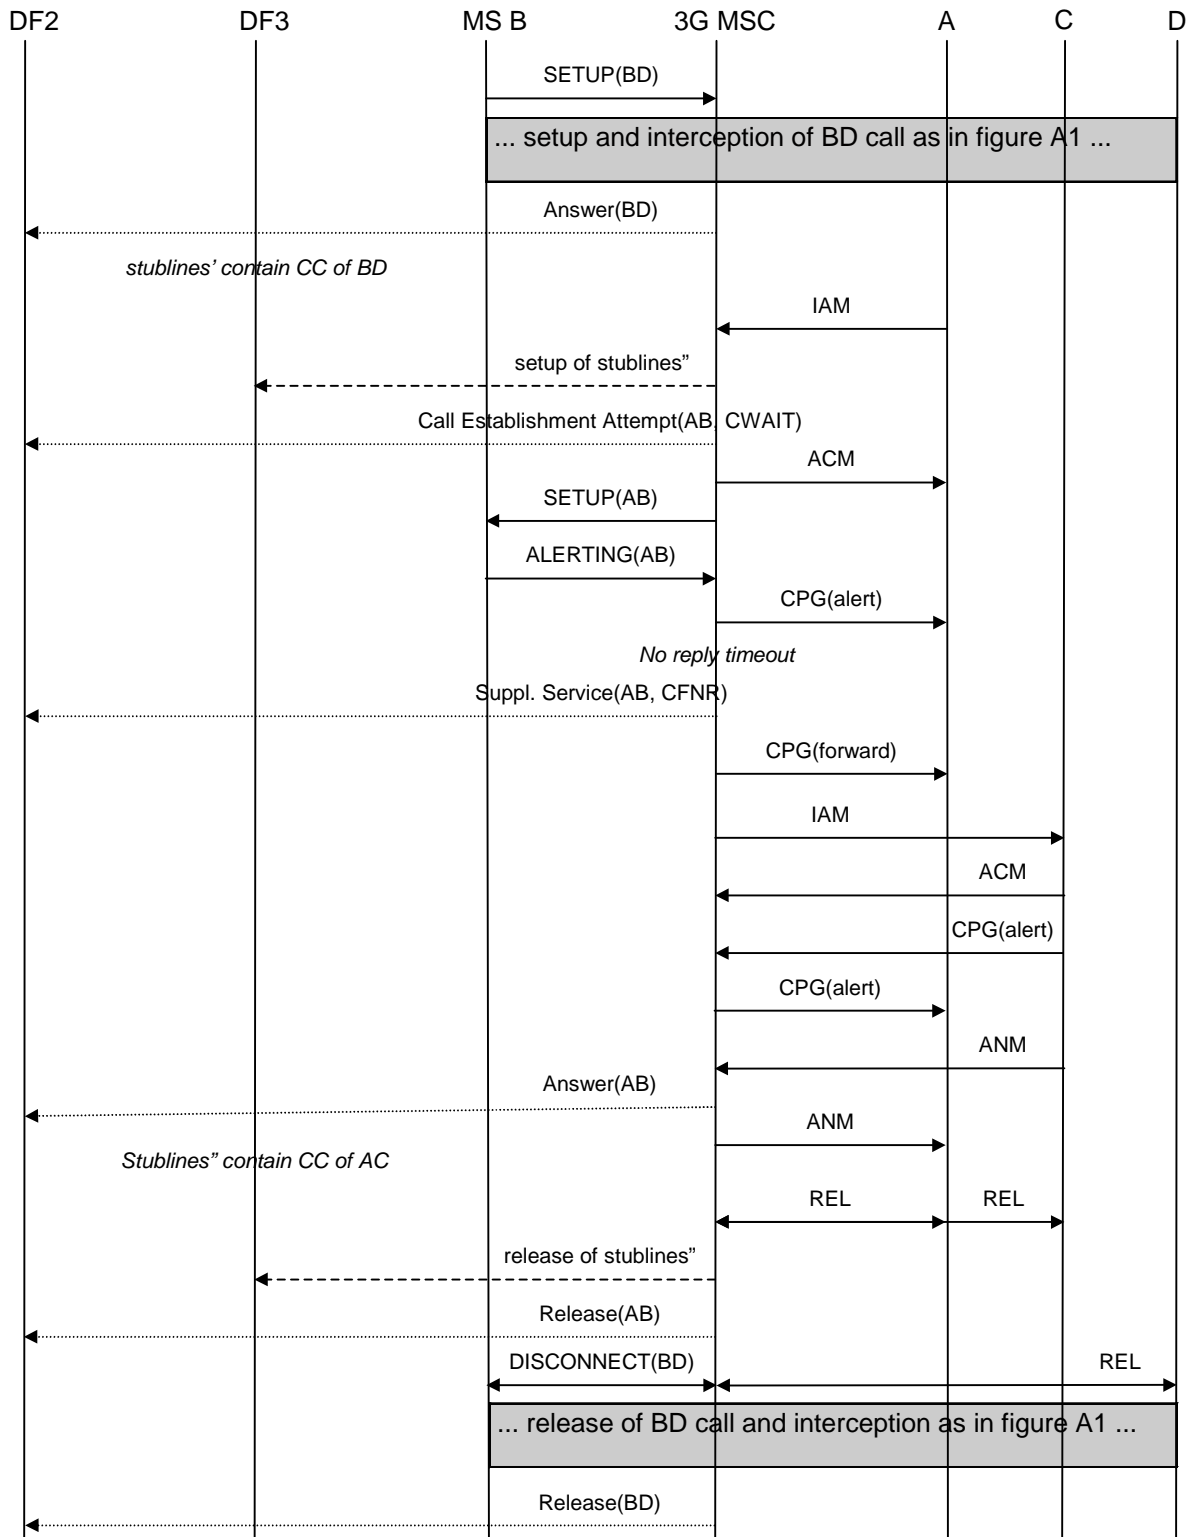 DF2 DF3 MS B 3G MSC A C D
SETUP(BD)
... setup and interception of BD call as in figure A1 ...
Answer(BD)
stublines’ contain CC of BD
IAM
setup of stublines”
Call Establishment Attempt(AB, CWAIT)
ACM
SETUP(AB)
ALERTING(AB)
CPG(alert)
No reply timeout
Suppl. Service(AB, CFNR)
CPG(forward)
IAM
ACM
CPG(alert)
CPG(alert)
ANM
Answer(AB)
ANM
Stublines” contain CC of AC
REL REL
release of stublines”
Release(AB)
DISCONNECT(BD) REL
... release of BD call and interception as in figure A1 ...
Release(BD)